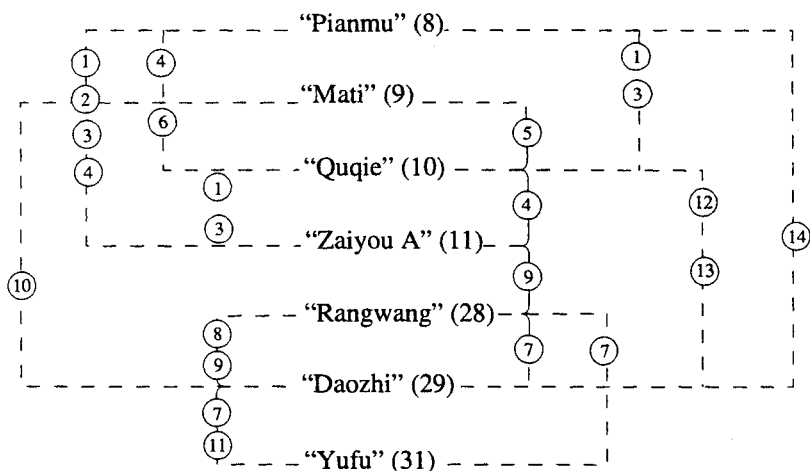 “Pianmu” (8)
① ④ ①
② “Mati” (9) ③
③ ⑥ ⑤
④ “Quqie” (10)
① ④ ⑫
③ “Zaiyou A” (11) ⑭
⑩ ⑨ ⑬
“Rangwang” (28)
⑧ ⑦ ⑦
⑨
“Daozhi” (29)
⑦
⑪
“Yufu” (31)